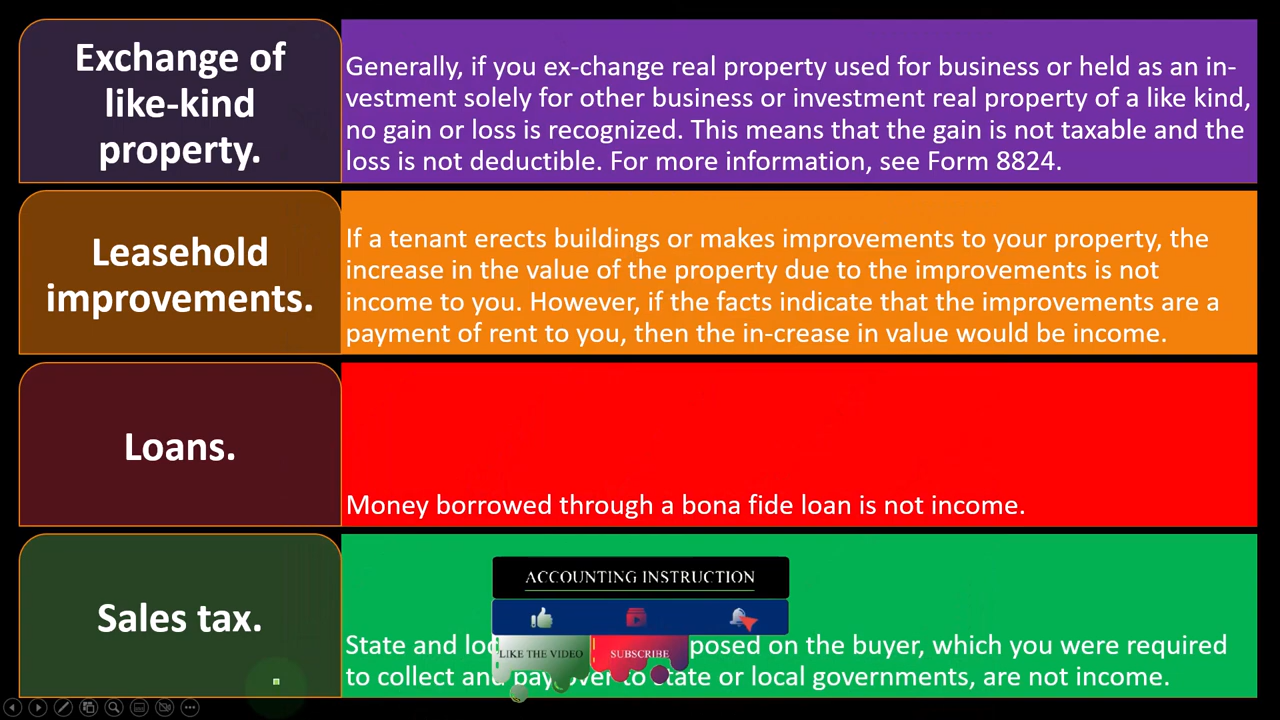 Exchange of
like-kind
property.
Generally, if you ex-change real property used for business or held as an in-
vestment solely for other business or investment real property of a like kind,
no gain or loss is recognized. This means that the gain is not taxable and the
loss is not deductible. For more information, see Form 8824.
Leasehold
improvements.
If a tenant erects buildings or makes improvements to your property, the
increase in the value of the property due to the improvements is not
income to you. However, if the facts indicate that the improvements are a
payment of rent to you, then the in-crease in value would be income.
Loans.
Money borrowed through a bona fide loan is not income.
Sales tax.
State and posed on the buyer, which you were required
to collect and pay over to state or local governments, are not income.
ACCOUNTING INSTRUCTION
LIKE THE VIDEO
SUBSCRIBE